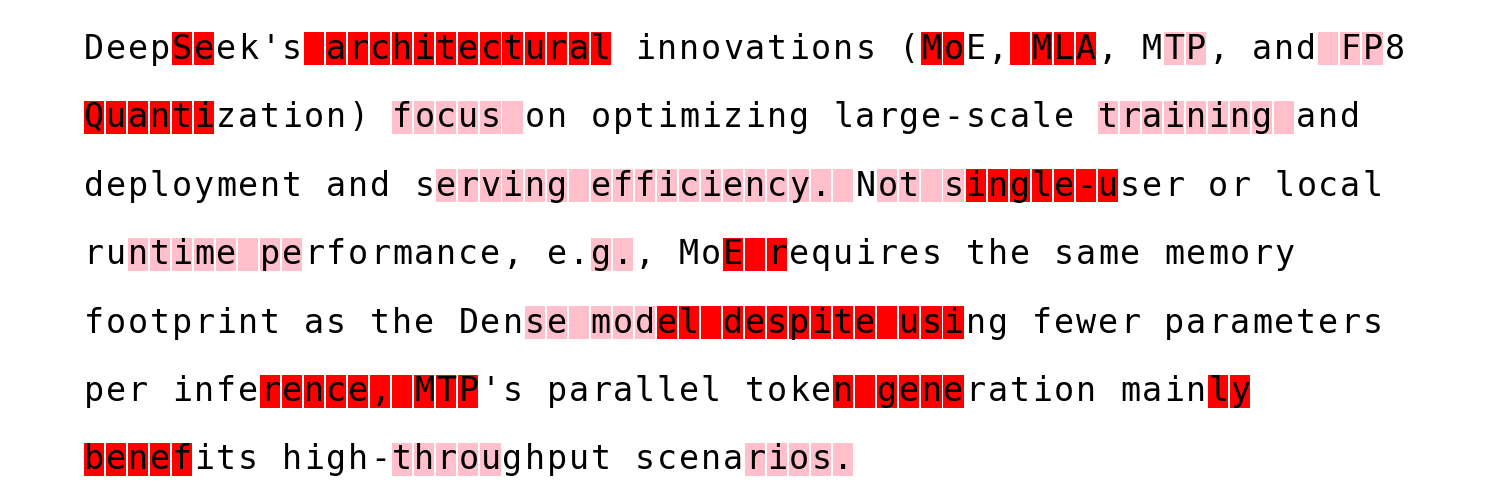 DeepSeek's architectural innovations (MoE, MLA, MTP, and FP8
Quantization) focus on optimizing large-scale training and
deployment and serving efficiency. Not single-user or local
runtime performance, e.g., MoE requires the same memory
footprint as the Dense model despite using fewer parameters
per inference, MTP's parallel token generation mainly
benefits high-throughput scenarios.